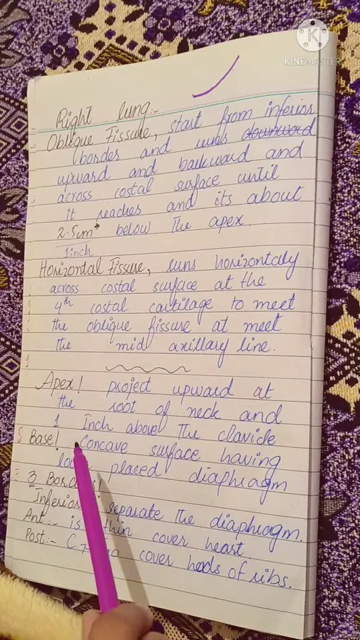 KINEMASTER
Right lung:-
Oblique Fissure, start from inferior
border and runs downward
upward and backward and
across costal surface until
it reaches and its about
2.5cm below the apex
1inch
Horizontal Fissure, runs horizontaly
across costal surface at the
4th costal cartilage to meet
the oblique fissure at meet
the mid axillary line.
Apex! project upward at
the root of neck and
1 Inch above the clavicle
Base! concave surface having
placed diaphragm
3 Borders
Inferior separate the diaphragm.
Ant :- is thin cover heart
Post:- C7 cover heads of ribs.